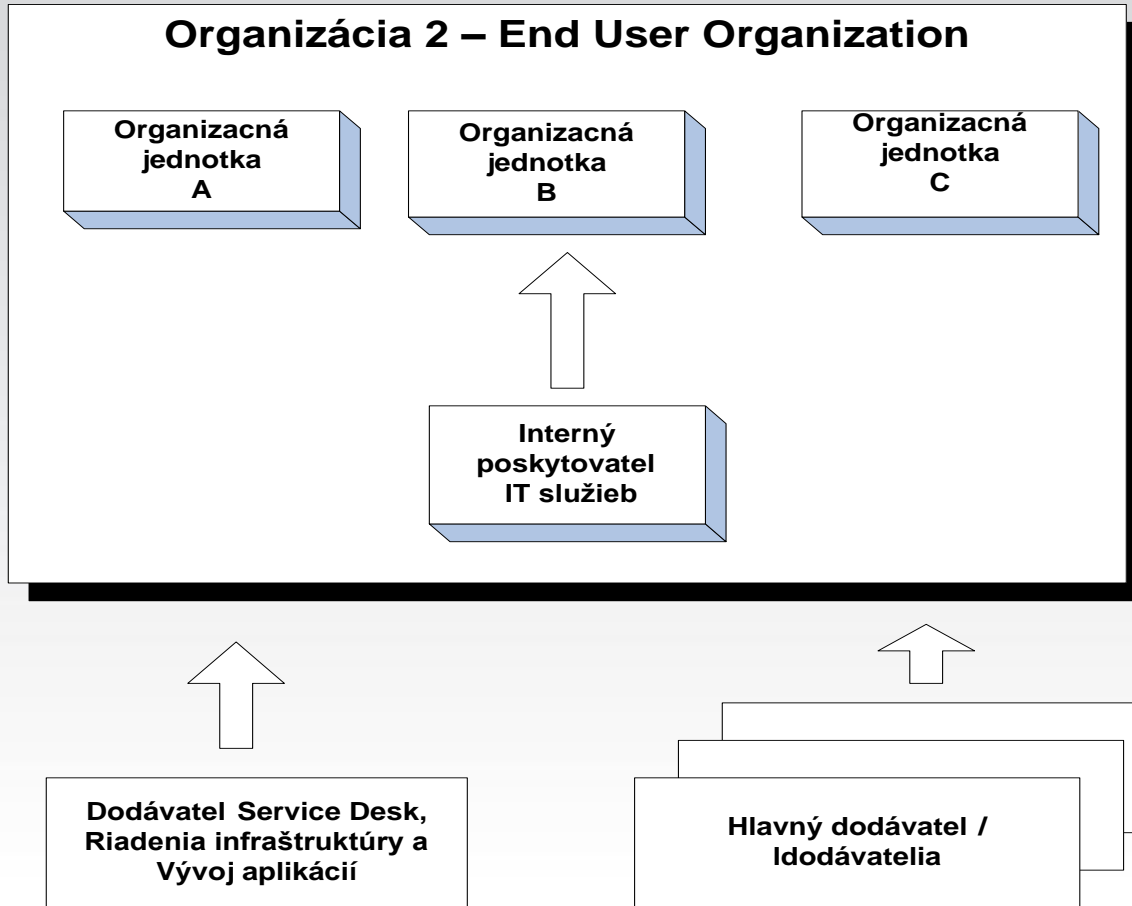 Organizácia 2 – End User Organization
Organizacná
jednotka
A
Organizacná
jednotka
B
Organizacná
jednotka
C
Interný
poskytovatel
IT služieb
Dodávatel Service Desk,
Riadenia infraštruktúry a
Vývoj aplikácií
Hlavný dodávatel /
Idodávatelia